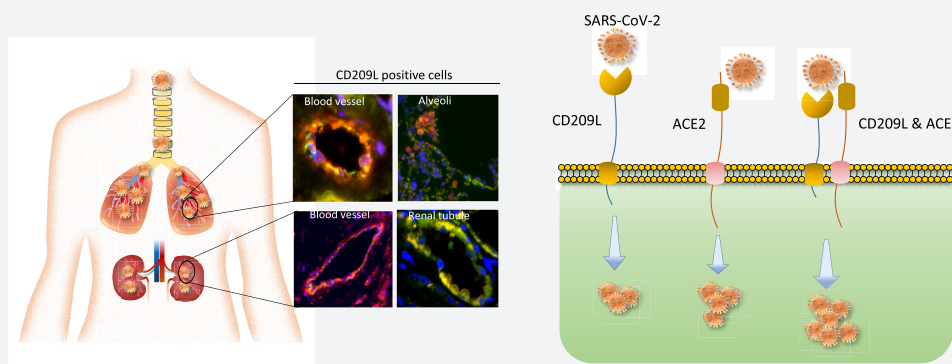 CD209L positive cells
Blood vessel
Alveoli
Blood vessel
Renal tubule
SARS-CoV-2
CD209L
ACE2
CD209L & ACE